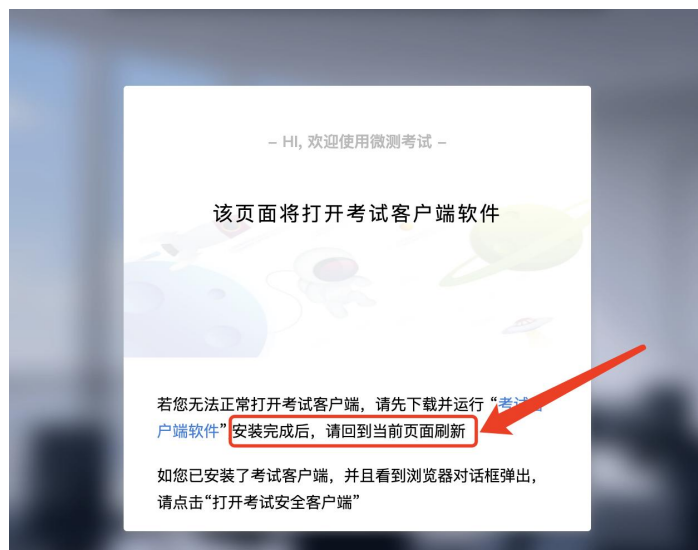 – HI, 欢迎使用微测考试 –
该页面将打开考试客户端软件
若您无法正常打开考试客户端，请先下载并运行 “考试
户端软件” 安装完成后，请回到当前页面刷新
如您已安装了考试客户端，并且看到浏览器对话框弹出，
请点击“打开考试安全客户端”